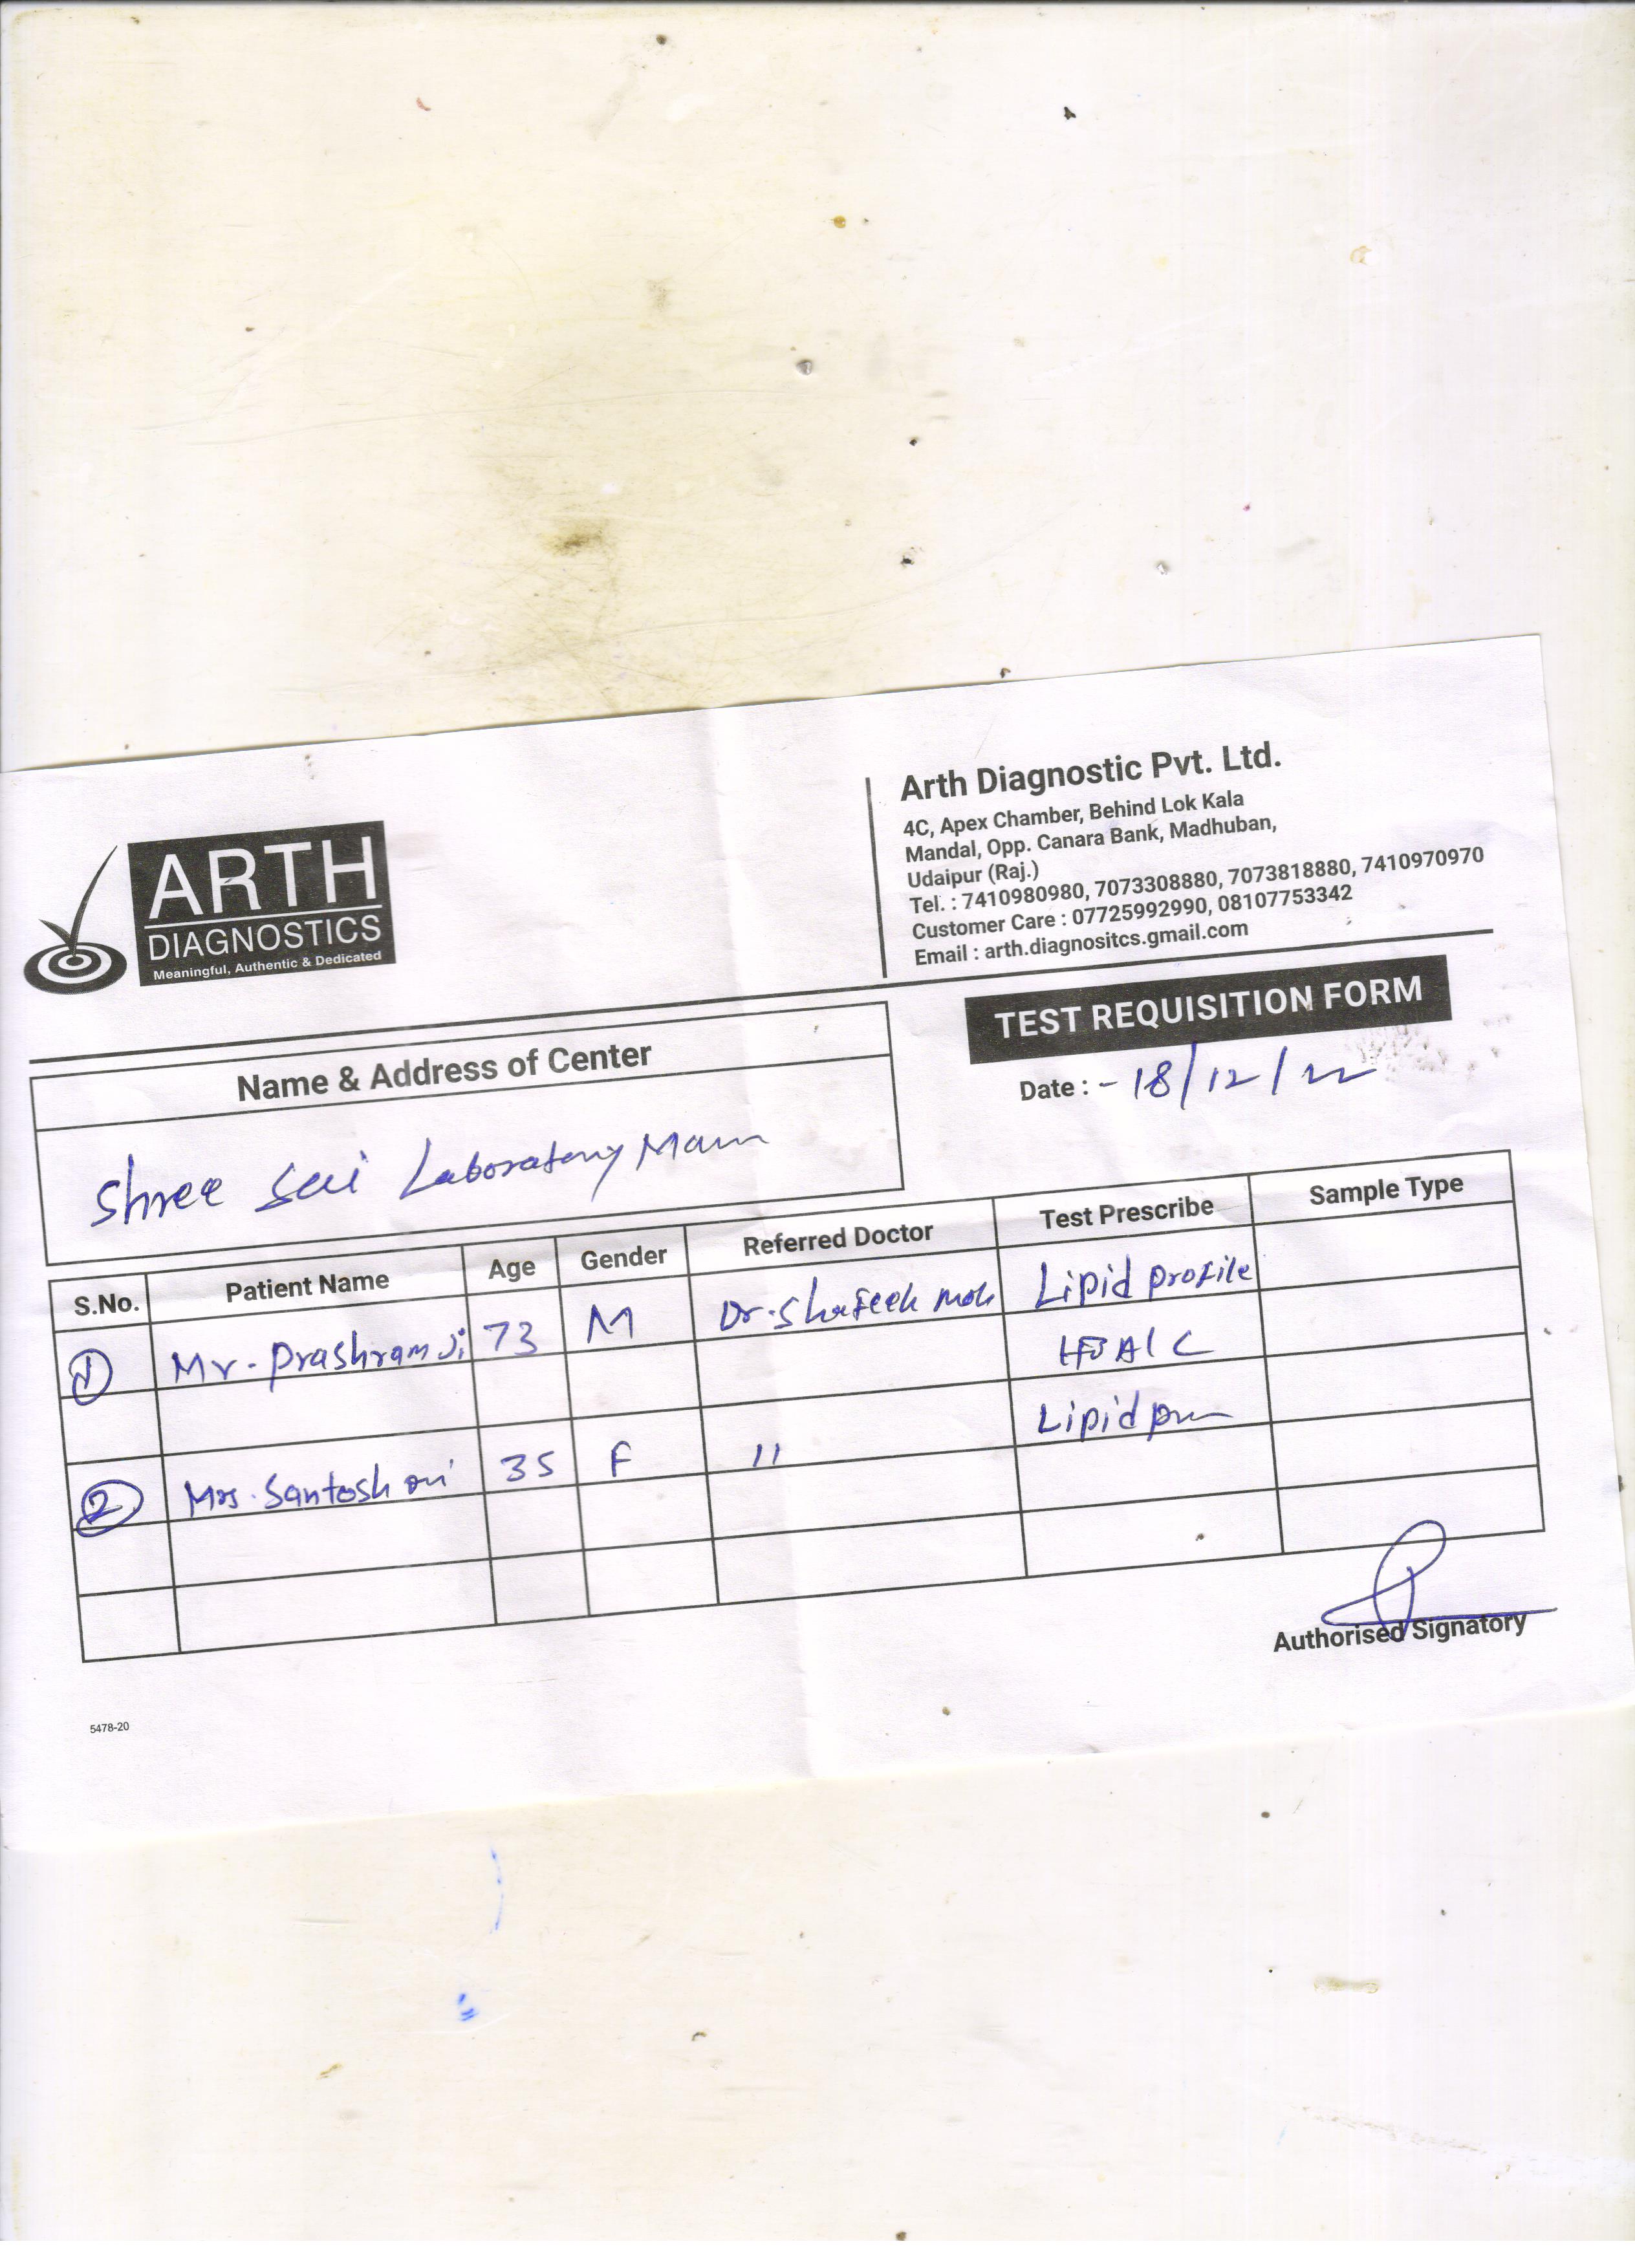 ARTH
DIAGNOSTICS
Meaningful, Authentic & Dedicated
Arth Diagnostic Pvt. Ltd.
4C, Apex Chamber, Behind Lok Kala
Mandal, Opp. Canara Bank, Madhuban,
Udaipur (Raj.)
Tel. : 7410980980, 7073308880, 7073818880, 7410970970
Customer Care : 07725992990, 08107753342
Email : arth.diagnositcs.gmail.com
TEST REQUISITION FORM
Date : - 18/12/22
Name & Address of Center
Shree Sai Laboratory
S.No. Patient Name Age Gender Referred Doctor Test Prescribe Sample Type
1 Mr. Prashram Ji 73 M Dr. Shafeek Lipid profile
HbA1C
2 Mrs. Santosh 35 F 11 Lipid
Authorised Signatory
5478-20